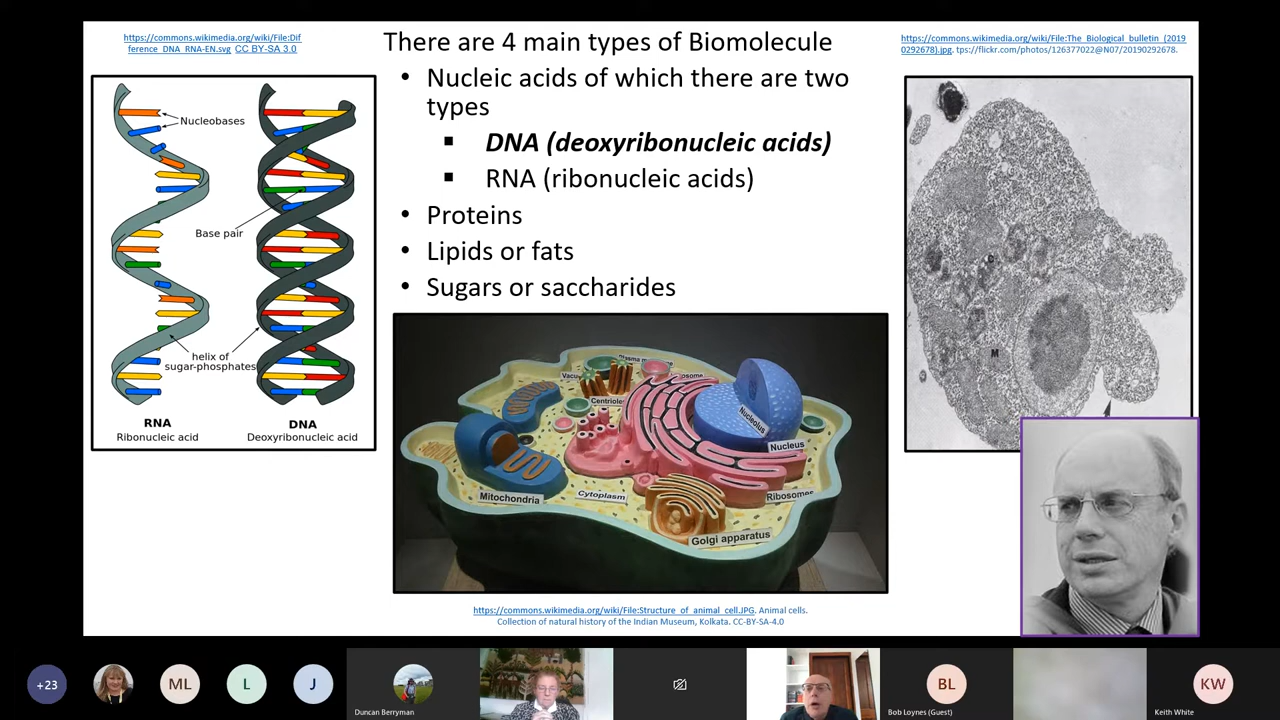 https://commons.wikimedia.org/wiki/File:Dif
ference_DNA_RNA-EN.svg CC BY-SA 3.0
There are 4 main types of Biomolecule
https://commons.wikimedia.org/wiki/File:The_Biological_bulletin_(2019
0292678).jpg. tps://flickr.com/photos/126377022@N07/20190292678.
• Nucleic acids of which there are two
types
▪ DNA (deoxyribonucleic acids)
▪ RNA (ribonucleic acids)
• Proteins
• Lipids or fats
• Sugars or saccharides
Nucleobases
Base pair
helix of
sugar-phosphates
RNA
Ribonucleic acid
DNA
Deoxyribonucleic acid
C
M
Centriole
Nucleolus
Nucleus
Mitochondria
Cytoplasm
Ribosomes
Golgi apparatus
https://commons.wikimedia.org/wiki/File:Structure_of_animal_cell.JPG. Animal cells.
Collection of natural history of the Indian Museum, Kolkata. CC-BY-SA-4.0
+23
ML
L
J
Duncan Berryman
BL
Bob Loynes (Guest)
KW
Keith White